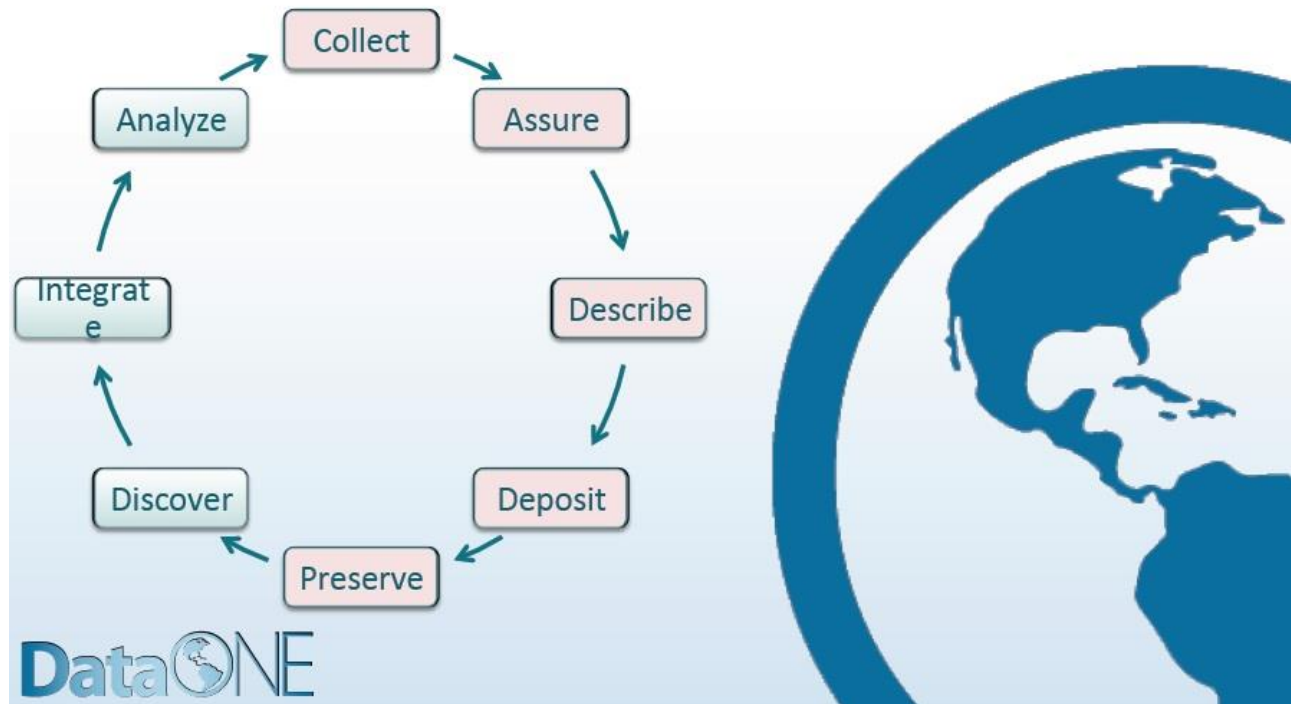 Collect
Analyze
Assure
Integrat
e
Describe
Discover
Deposit
Preserve
DataONE